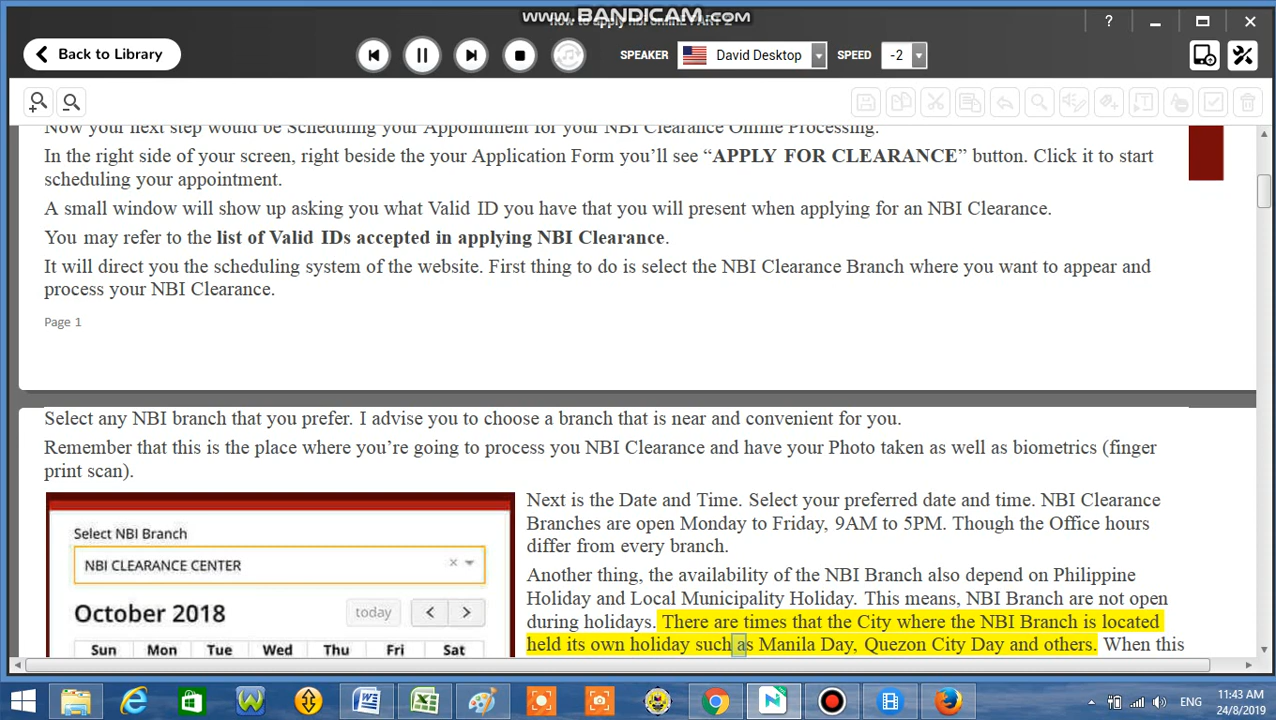 www.BANDICAM.com
how to apply nbi online PART 2
Back to Library
SPEAKER
David Desktop
SPEED
-2
Now your next step would be Scheduling your Appointment for your NBI Clearance Online Processing.
In the right side of your screen, right beside the your Application Form you’ll see “APPLY FOR CLEARANCE” button. Click it to start
scheduling your appointment.
A small window will show up asking you what Valid ID you have that you will present when applying for an NBI Clearance.
You may refer to the list of Valid IDs accepted in applying NBI Clearance.
It will direct you the scheduling system of the website. First thing to do is select the NBI Clearance Branch where you want to appear and
process your NBI Clearance.
Page 1
Select any NBI branch that you prefer. I advise you to choose a branch that is near and convenient for you.
Remember that this is the place where you’re going to process you NBI Clearance and have your Photo taken as well as biometrics (finger
print scan).
Select NBI Branch
NBI CLEARANCE CENTER
October 2018
today
Sun Mon Tue Wed Thu Fri Sat
Next is the Date and Time. Select your preferred date and time. NBI Clearance
Branches are open Monday to Friday, 9AM to 5PM. Though the Office hours
differ from every branch.
Another thing, the availability of the NBI Branch also depend on Philippine
Holiday and Local Municipality Holiday. This means, NBI Branch are not open
during holidays. There are times that the City where the NBI Branch is located
held its own holiday such as Manila Day, Quezon City Day and others. When this
ENG
11:43 AM
24/8/2019